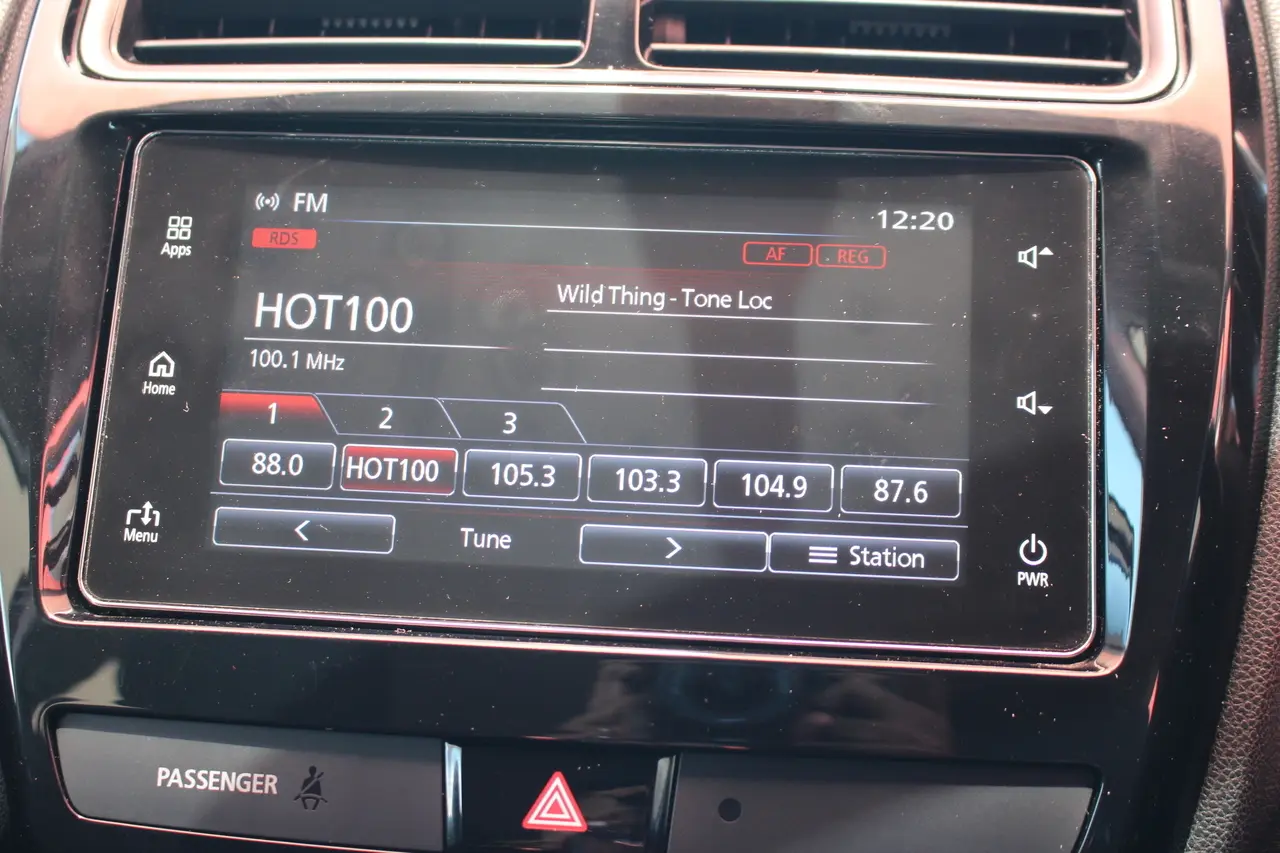 FM
12:20
RDS
AF REG
Apps
HOT100
Wild Thing - Tone Loc
100.1 MHz
Home
1 2 3
88.0 HOT100 105.3 103.3 104.9 87.6
Menu
< Tune > Station
PWR
PASSENGER